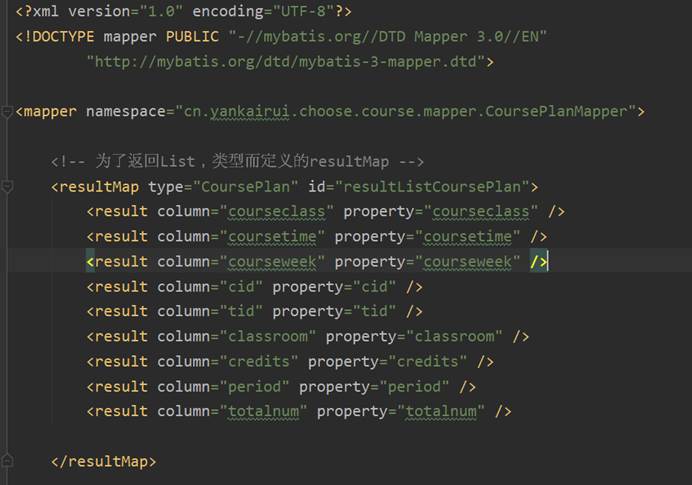 <?xml version="1.0" encoding="UTF-8"?>
<!DOCTYPE mapper PUBLIC "-//mybatis.org//DTD Mapper 3.0//EN"
"http://mybatis.org/dtd/mybatis-3-mapper.dtd">
<mapper namespace="cn.yankairui.choose.course.mapper.CoursePlanMapper">
<!-- 为了返回List，类型而定义的resultMap -->
<resultMap type="CoursePlan" id="resultListCoursePlan">
<result column="courseclass" property="courseclass" />
<result column="coursetime" property="coursetime" />
<result column="courseweek" property="courseweek" />
<result column="cid" property="cid" />
<result column="tid" property="tid" />
<result column="classroom" property="classroom" />
<result column="credits" property="credits" />
<result column="period" property="period" />
<result column="totalnum" property="totalnum" />
</resultMap>